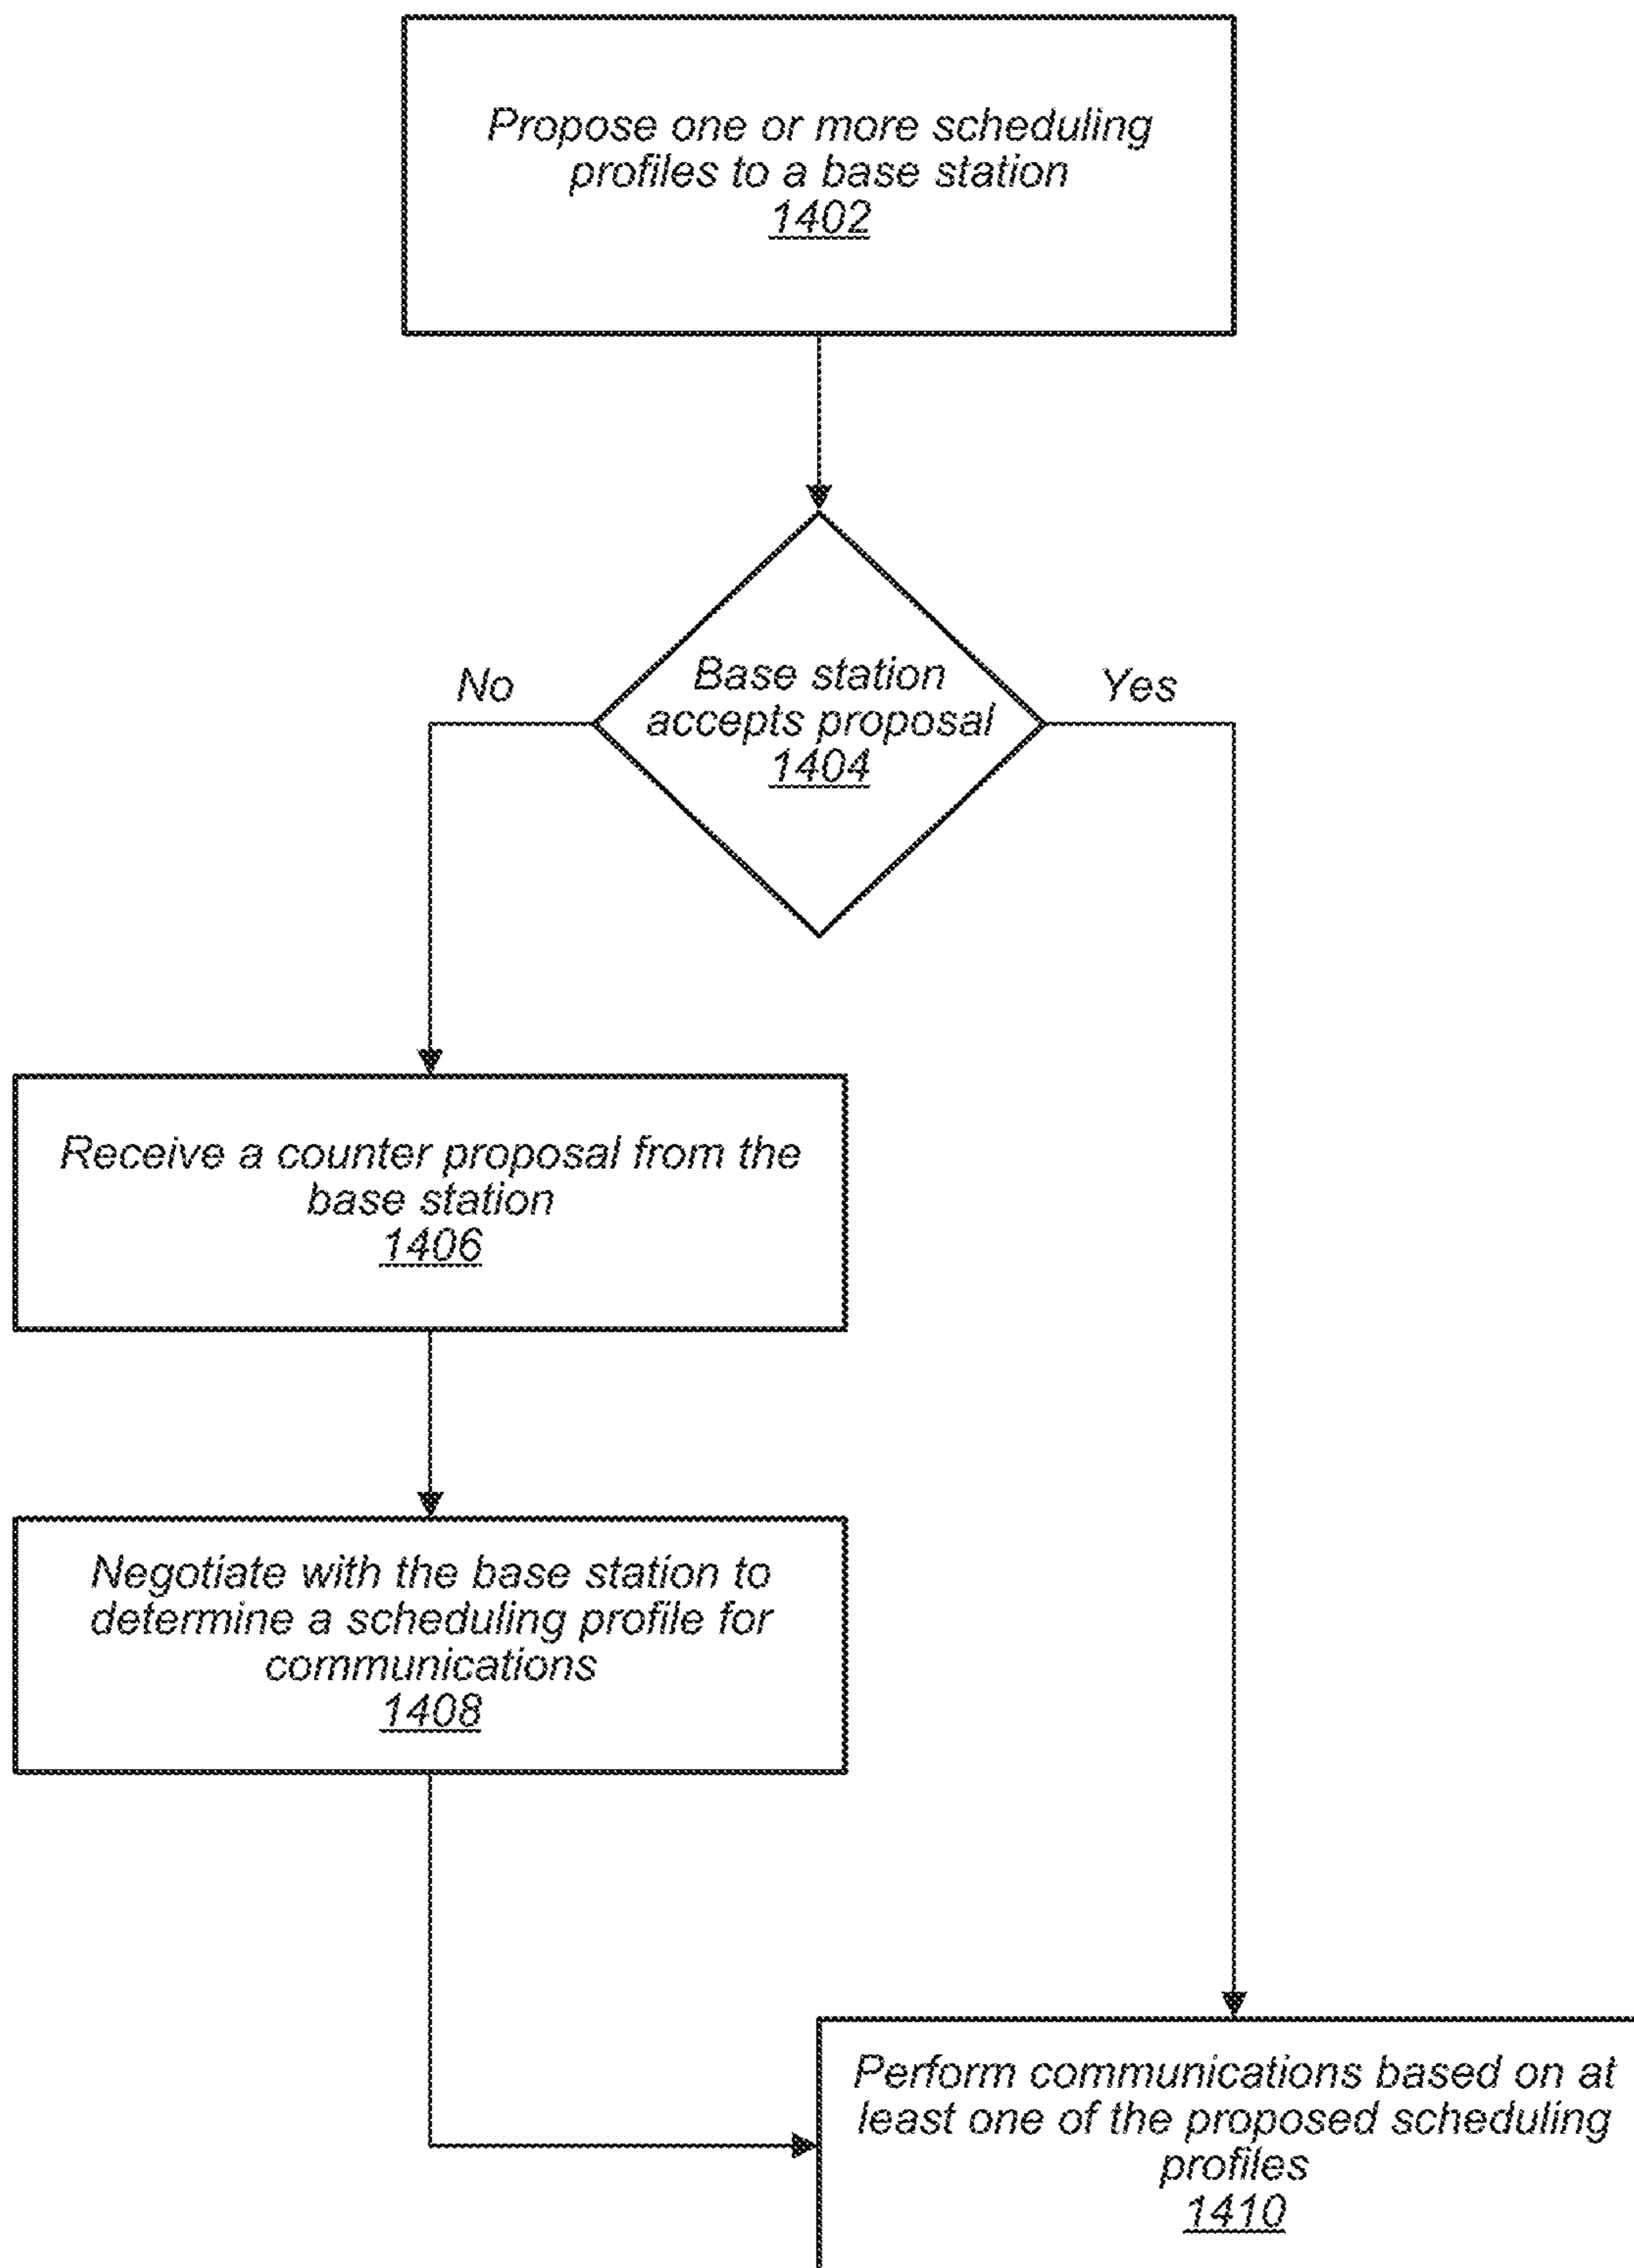 Propose one or more scheduling
profiles to a base station
1402
No
Base station
accepts proposal
1404
Yes
Receive a counter proposal from the
base station
1406
Negotiate with the base station to
determine a scheduling profile for
communications
1408
Perform communications based on at
least one of the proposed scheduling
profiles
1410